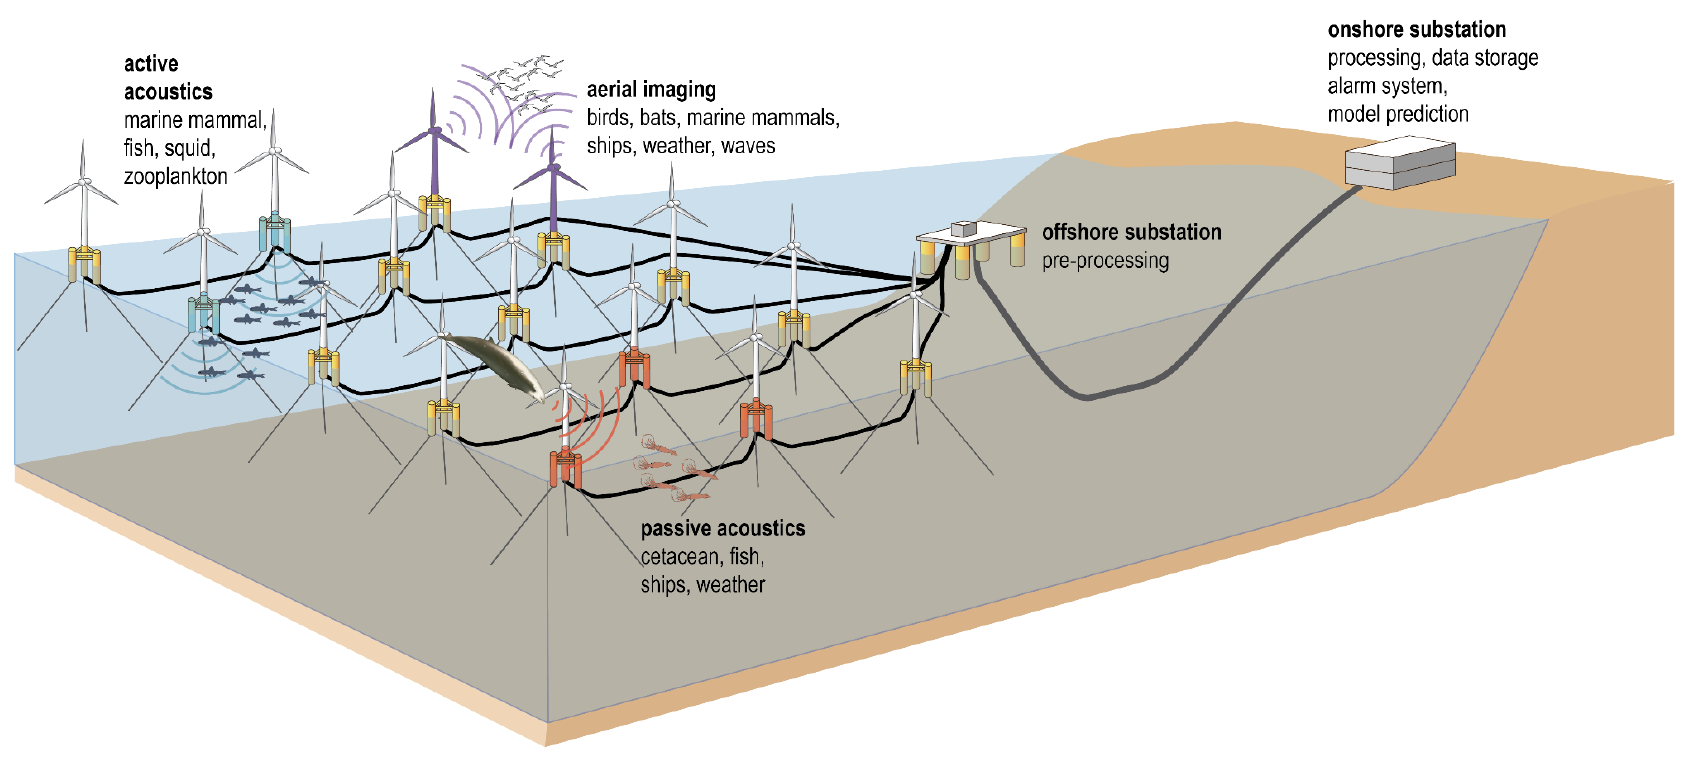 active
acoustics
marine mammal,
fish, squid,
zooplankton
aerial imaging
birds, bats, marine mammals,
ships, weather, waves
onshore substation
processing, data storage
alarm system,
model prediction
offshore substation
pre-processing
passive acoustics
cetacean, fish,
ships, weather